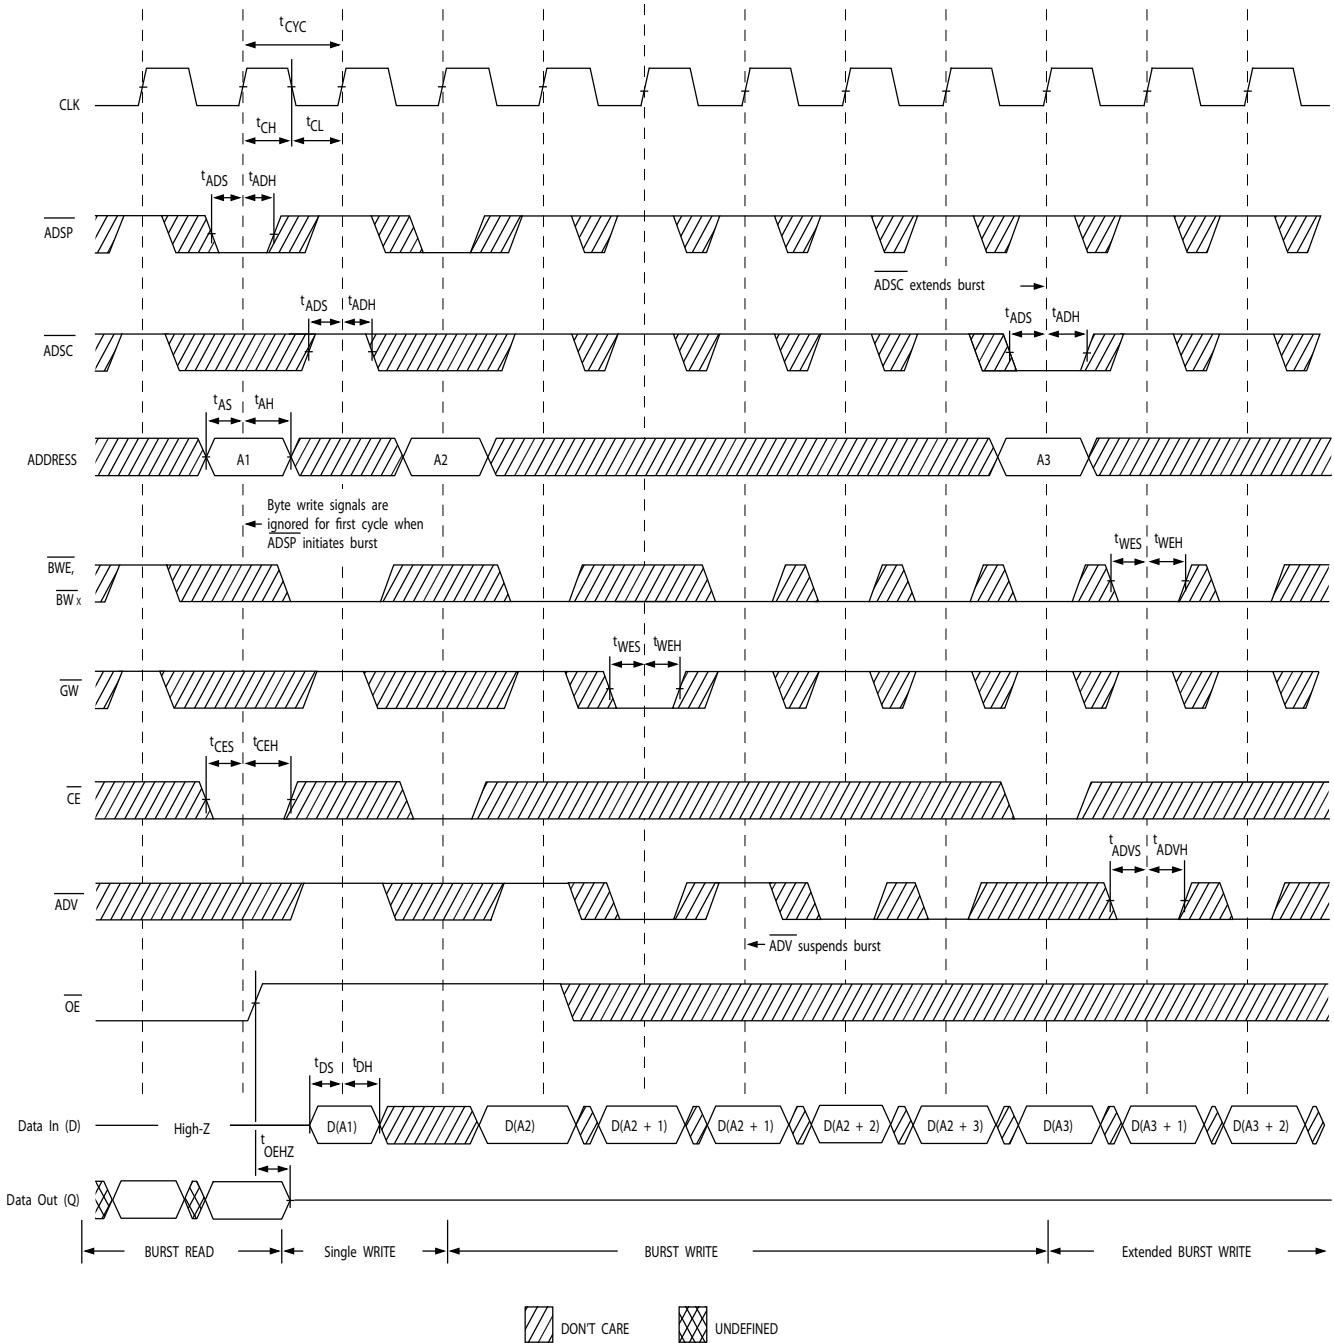 tCYC
CLK
tCH
tCL
tADS
tADH
ADSP
ADSC extends burst
tADS
tADH
tADS
tADH
ADSC
tAS
tAH
ADDRESS
A1
A2
A3
Byte write signals are
ignored for first cycle when
ADSP initiates burst
tWES
tWEH
BWE,
BW x
tWES
tWEH
GW
tCES
tCEH
CE
tADVS
tADVH
ADV
ADV suspends burst
OE
tDS
tDH
Data In (D)
High-Z
D(A1)
D(A2)
D(A2 + 1)
D(A2 + 1)
D(A2 + 2)
D(A2 + 3)
D(A3)
D(A3 + 1)
D(A3 + 2)
tOEHZ
Data Out (Q)
BURST READ
Single WRITE
BURST WRITE
Extended BURST WRITE
DON'T CARE
UNDEFINED